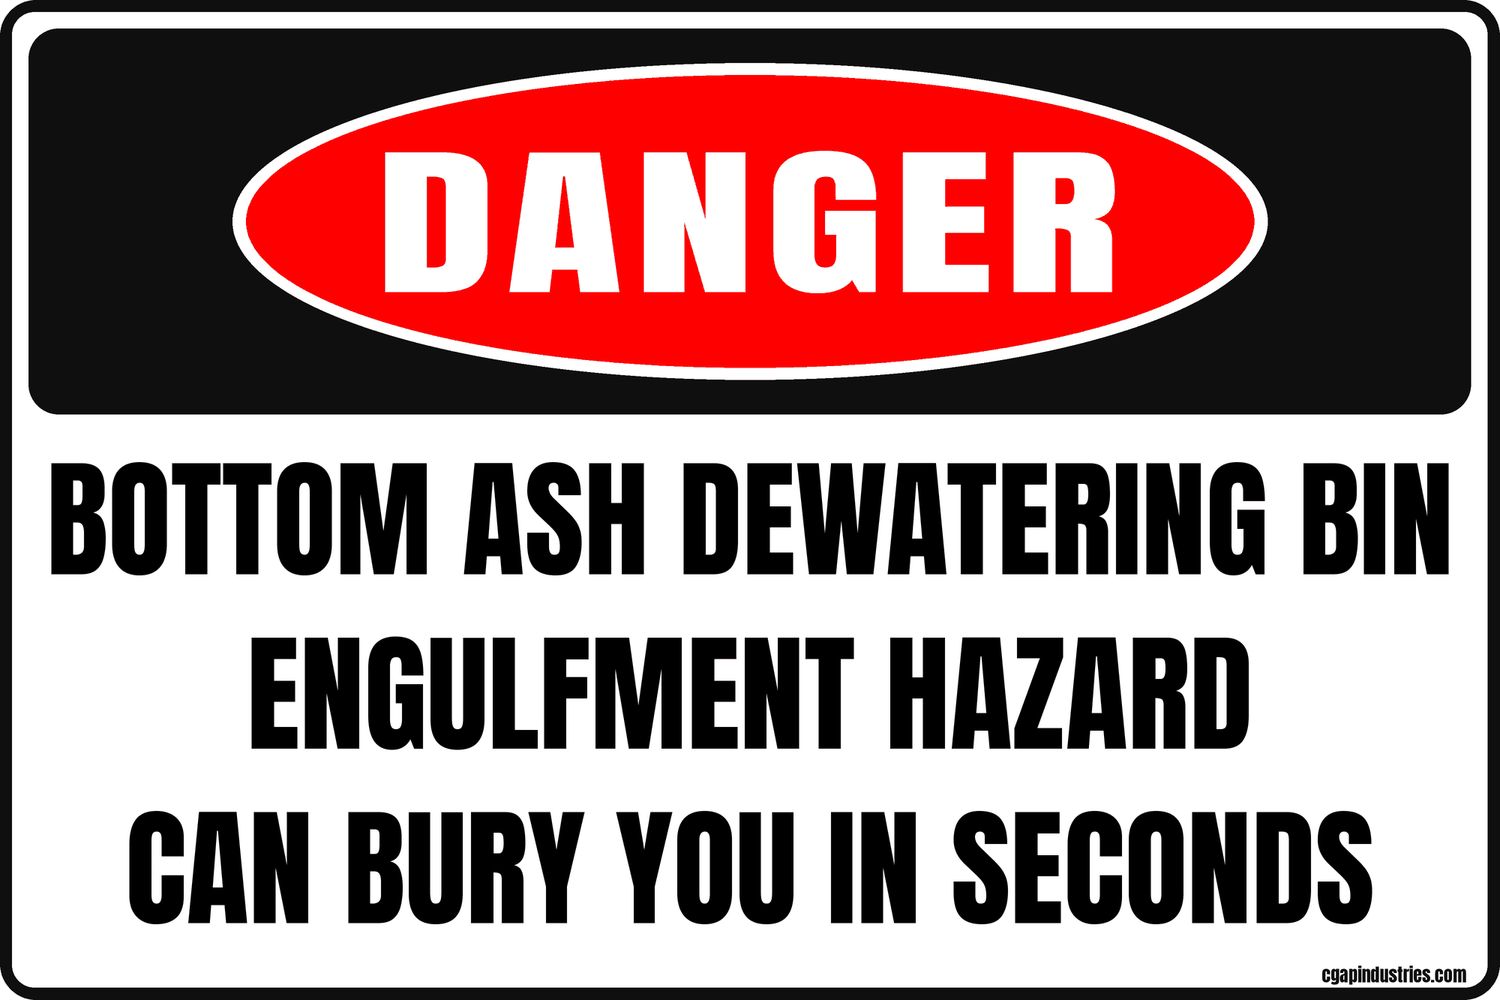 DANGER
BOTTOM ASH DEWATERING BIN
ENGULFMENT HAZARD
CAN BURY YOU IN SECONDS
cgapindustries.com